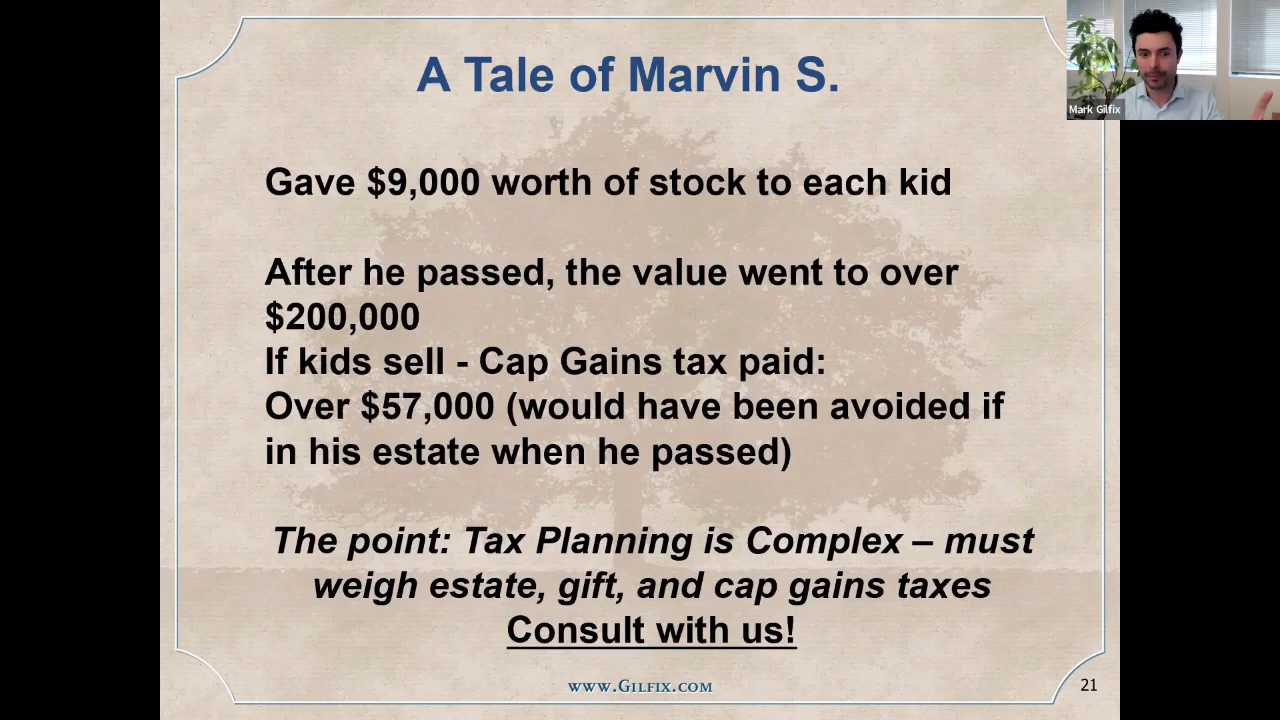 A Tale of Marvin S.
Mark Gilfix
Gave $9,000 worth of stock to each kid
After he passed, the value went to over
$200,000
If kids sell - Cap Gains tax paid:
Over $57,000 (would have been avoided if
in his estate when he passed)
The point: Tax Planning is Complex – must
weigh estate, gift, and cap gains taxes
Consult with us!
www.Gilfix.com
21